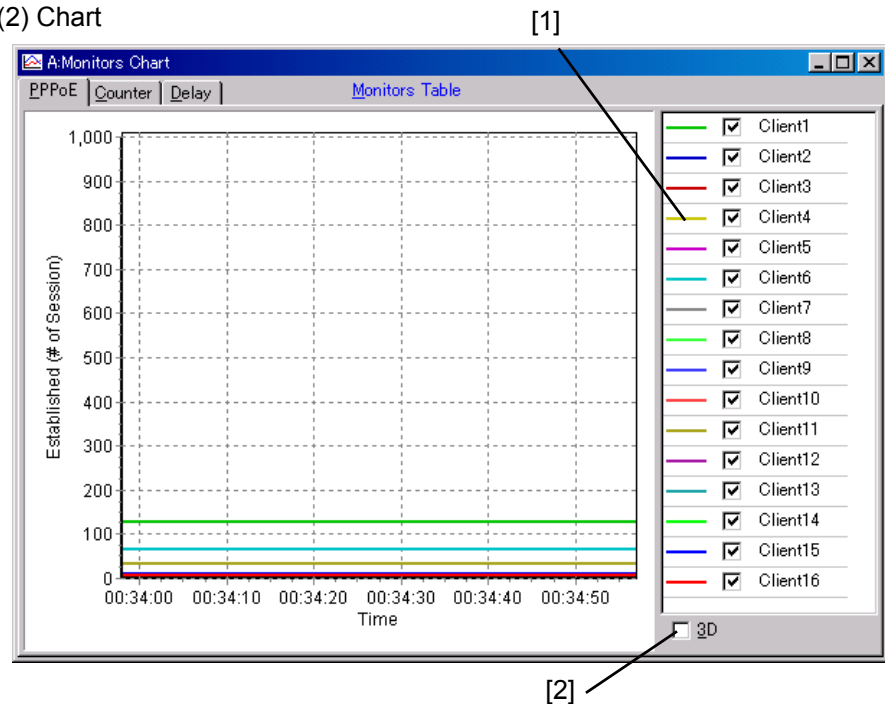 (2) Chart
[1]
A:Monitors Chart
PPPoE
Counter
Delay
Monitors Table
Established (# of Session)
1,000
900
800
700
600
500
400
300
200
100
0
00:34:00 00:34:10 00:34:20 00:34:30 00:34:40 00:34:50
Time
Client1
Client2
Client3
Client4
Client5
Client6
Client7
Client8
Client9
Client10
Client11
Client12
Client13
Client14
Client15
Client16
3D
[2]